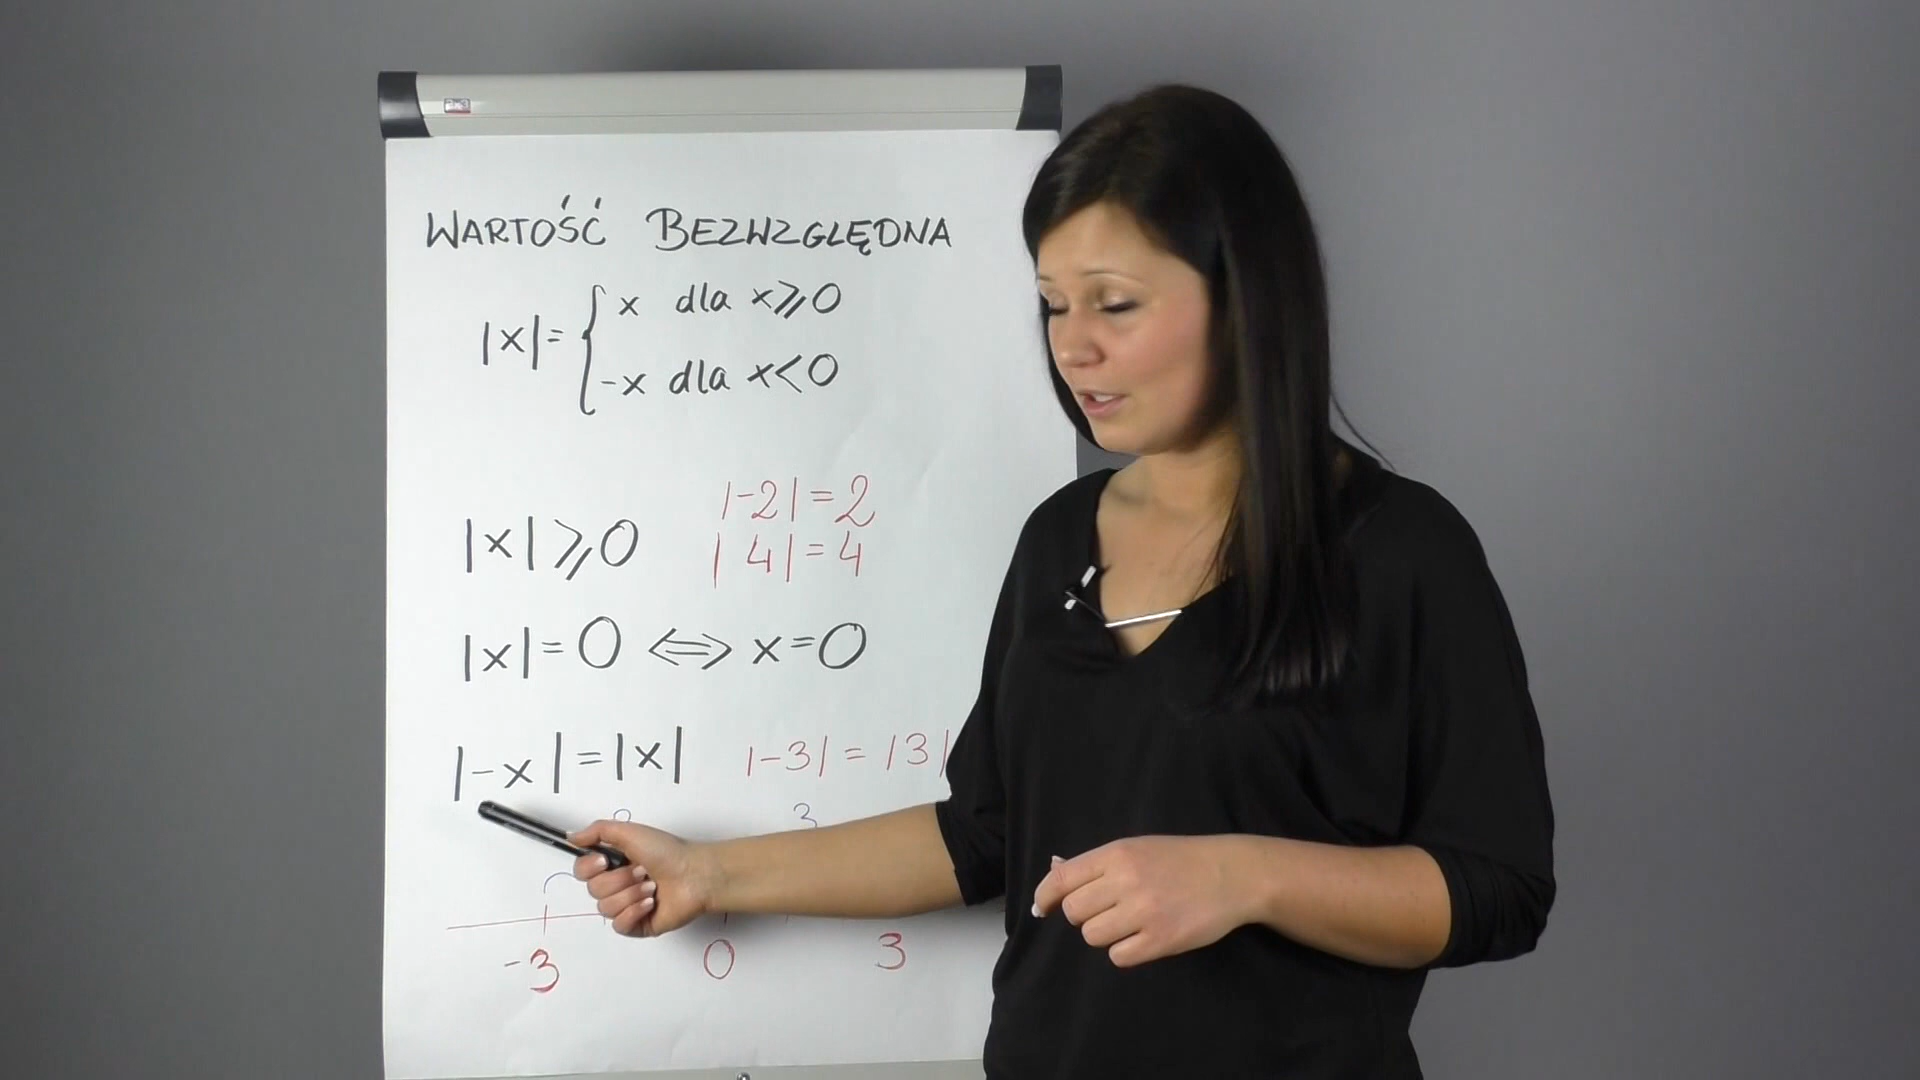 WARTOŚĆ BEZWZGLĘDNA
|x|= { x dla x⩾0
-x dla x<0
|-2|=2
|x|⩾0 |4|=4
|x|=0 ⇔ x=0
|-x|=|x| |-3|=|3|
3
-3 0 3